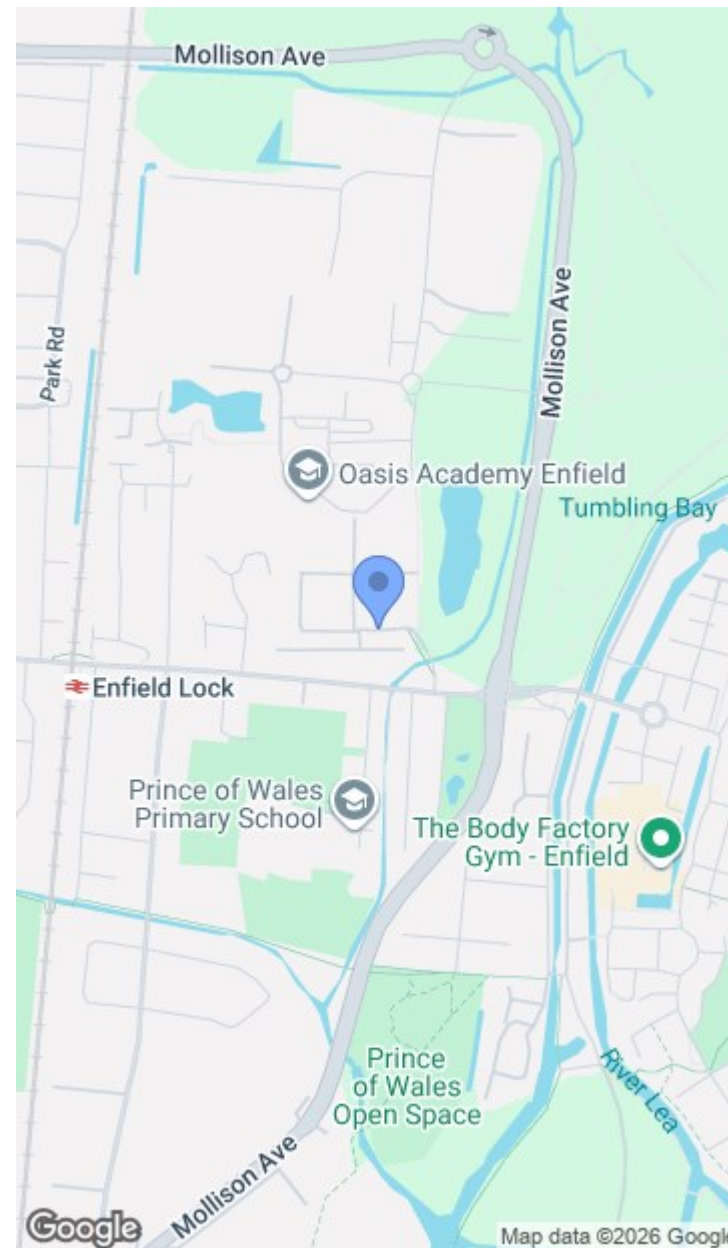 Mollison Ave
Park Rd
Mollison Ave
Oasis Academy Enfield
Tumbling Bay
Enfield Lock
Prince of Wales
Primary School
The Body Factory
Gym - Enfield
Prince
of Wales
Open Space
River Lea
Mollison Ave
Google
Map data ©2026 Google